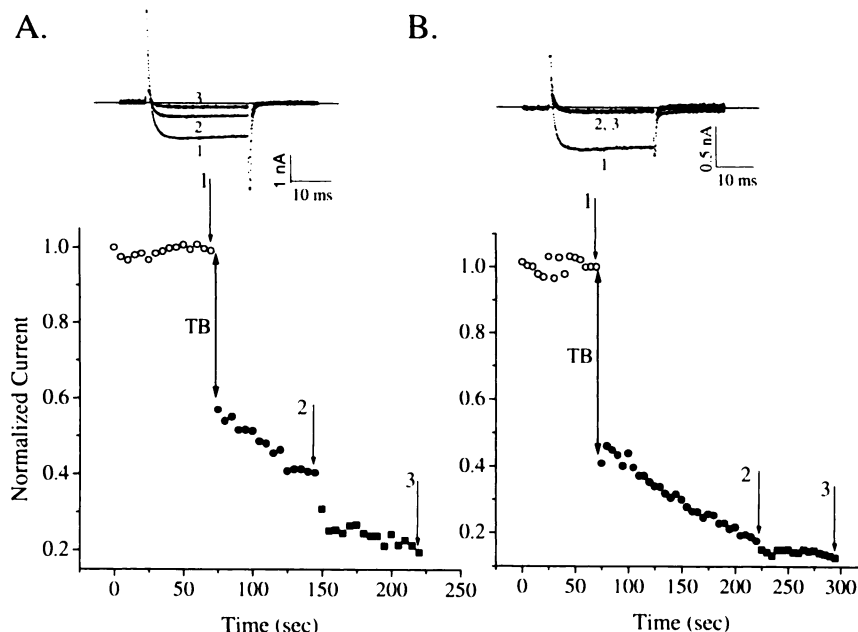 A.
B.
3
2
1
1 nA
10 ms
2, 3
1
0.5 nA
10 ms
1
1.0
0.8
0.6
0.4
0.2
TB
2
3
Normalized Current
0 50 100 150 200 250
Time (sec)
1
1.0
0.8
0.6
0.4
0.2
TB
2
3
0 50 100 150 200 250 300
Time (sec)